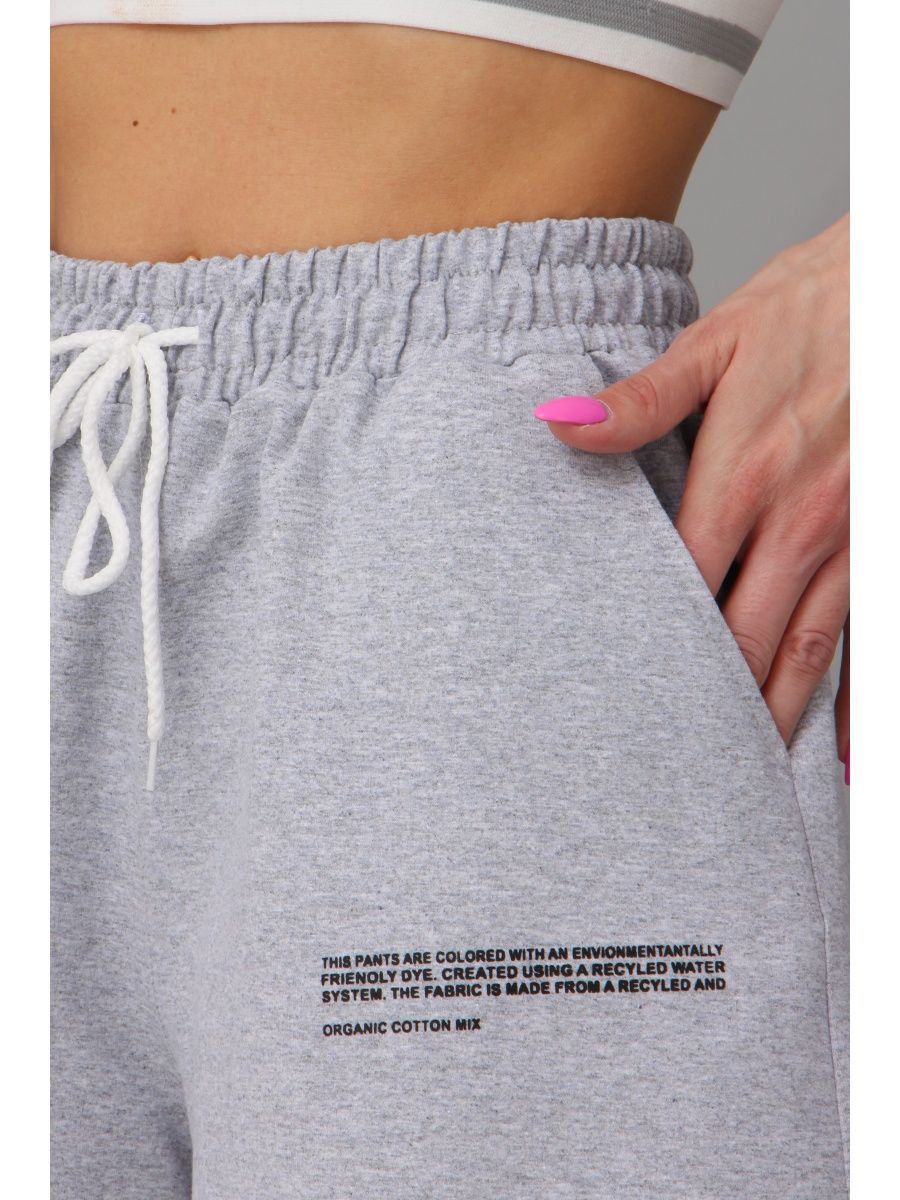 THIS PANTS ARE COLORED WITH AN ENVIONMENTANTALLY
FRIENOLY DYE. CREATED USING A RECYLED WATER
SYSTEM. THE FABRIC IS MADE FROM A RECYLED AND
ORGANIC COTTON MIX